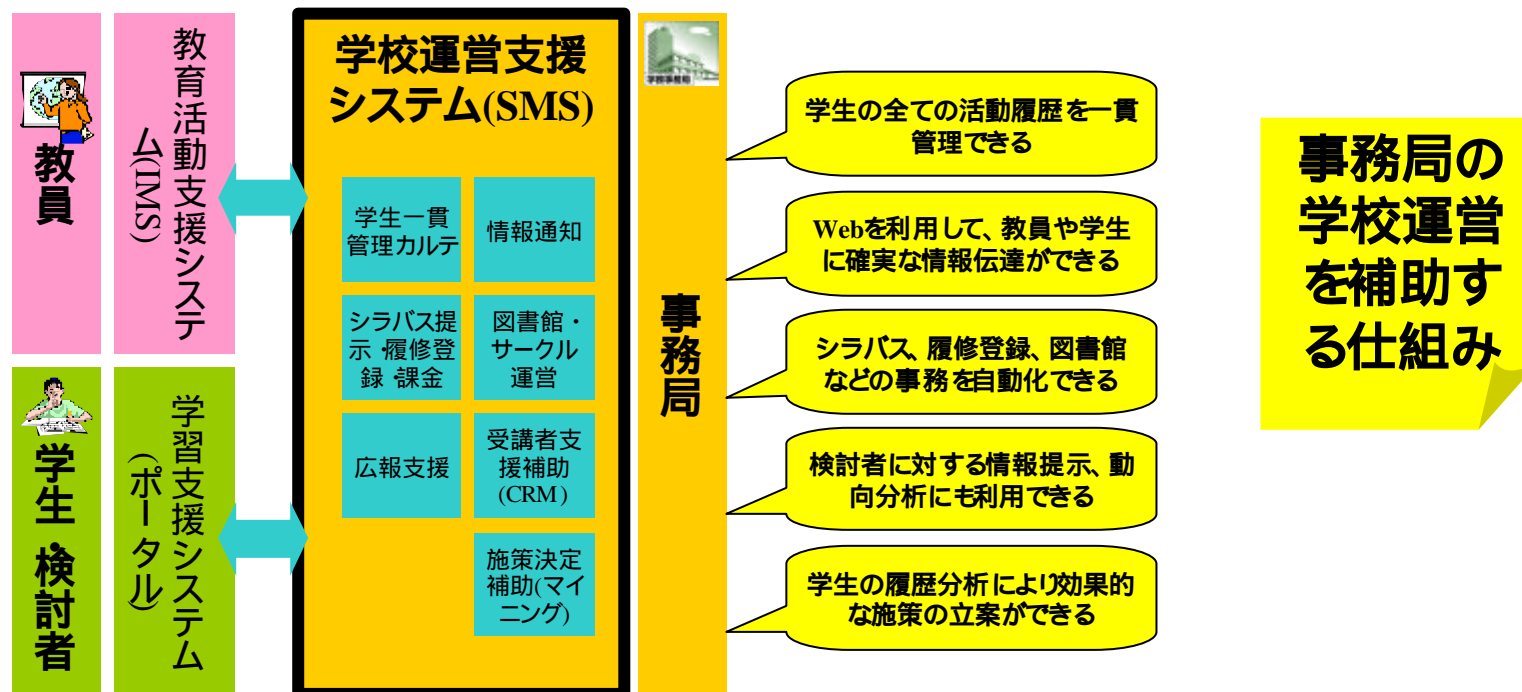 教員
教育活動支援システ
ム(IMS)
学生・検討者
学習支援システム
(ポータル)
学校運営支援
システム(SMS)
学生一貫
管理カルテ
情報通知
シラバス提
示・履修登
録・課金
図書館・
サークル
運営
広報支援
受講者支
援補助
(CRM)
施策決定
補助(マイ
ニング)
学校事務局
事務局
学生の全ての活動履歴を一貫
管理できる
Webを利用して、教員や学生
に確実な情報伝達ができる
シラバス、履修登録、図書館
などの事務を自動化できる
検討者に対する情報提示、動
向分析にも利用できる
学生の履歴分析により効果的
な施策の立案ができる
事務局の
学校運営
を補助す
る仕組み